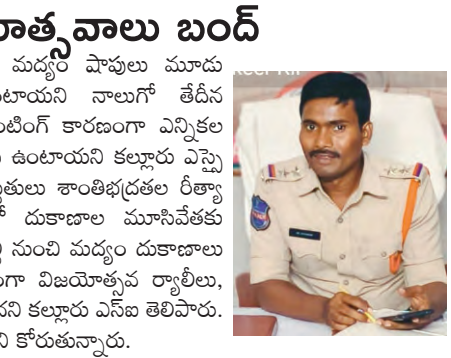 రాత్సవాలు బంద్
మద్యం షాపులు మూడు
టాయని నాలుగో తేదీన
ంటింగ్ కారణంగా ఎన్నికల
ఉంటాయని కల్లూరు ఎస్సై
శాంతిభద్రతల రీత్యా
దుకాణాల మూసివేతకు
నుంచి మద్యం దుకాణాలు
గా విజయోత్సవ ర్యాలీలు,
దని కల్లూరు ఎస్ఐ తెలిపారు.
ని కోరుతున్నారు.